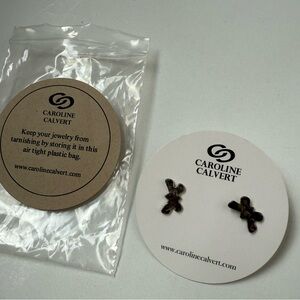 CAROLINE
CALVERT
Keep your jewelry from
tarnishing by storing it in this
air tight plastic bag.
www.carolinecalvert.com
CAROLINE
CALVERT
www.carolinecalvert.com